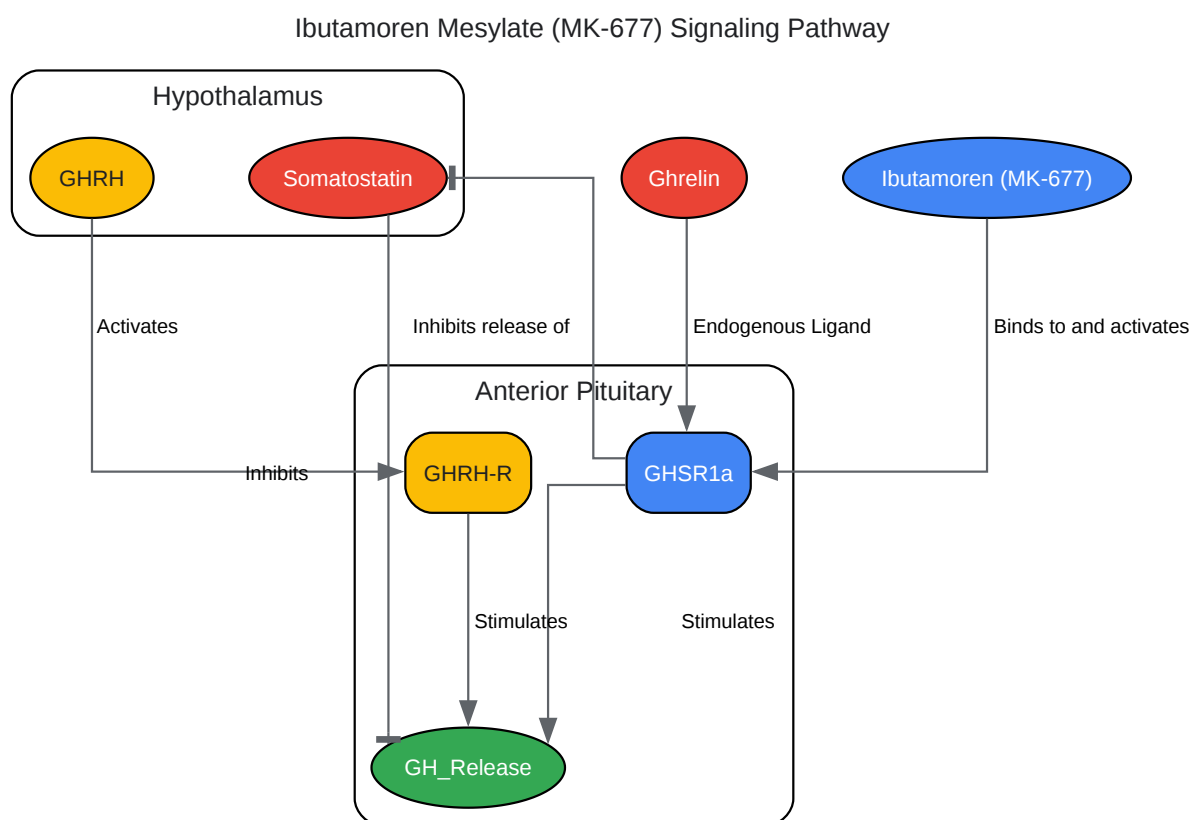 Ibutamoren Mesylate (MK-677) Signaling Pathway
Hypothalamus
GHRH
Somatostatin
Ghrelin
Ibutamoren (MK-677)
Activates
Inhibits release of
Endogenous Ligand
Binds to and activates
Anterior Pituitary
Inhibits
GHRH-R
GHSR1a
Stimulates
Stimulates
GH_Release